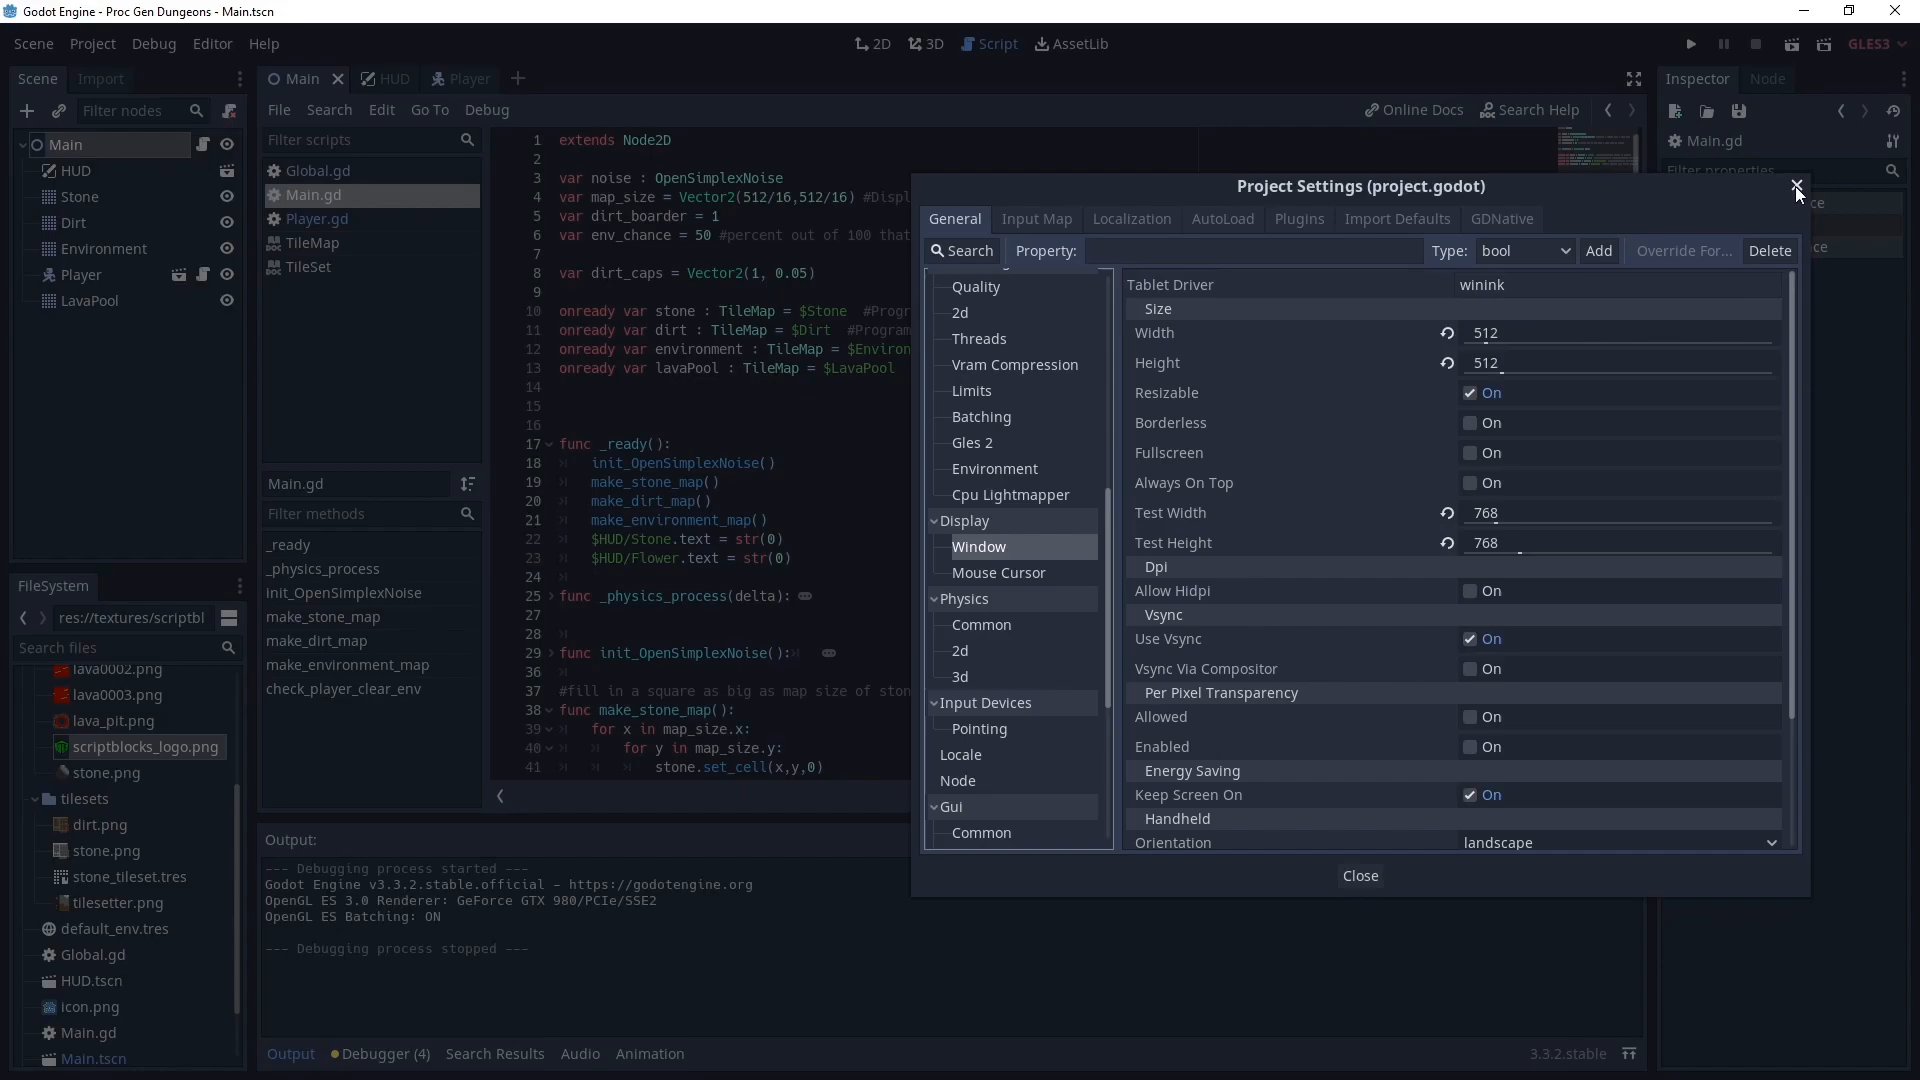 Godot Engine - Proc Gen Dungeons - Main.tscn
Scene Project Debug Editor Help
2D 3D Script AssetLib
GLES3
Scene Import
Filter nodes
Main
HUD
Stone
Dirt
Environment
Player
LavaPool
FileSystem
res://textures/scriptbl
Search files
lava0002.png
lava0003.png
lava_pit.png
scriptblocks_logo.png
stone.png
tilesets
dirt.png
stone.png
stone_tileset.tres
tilesetter.png
default_env.tres
Global.gd
HUD.tscn
icon.png
Main.gd
Main.tscn
Main HUD Player
File Search Edit Go To Debug
Online Docs Search Help
Filter scripts
Global.gd
Main.gd
Player.gd
TileMap
TileSet
Main.gd
Filter methods
_ready
_physics_process
init_OpenSimplexNoise
make_stone_map
make_dirt_map
make_environment_map
check_player_clear_env
1 extends Node2D
2
3 var noise : OpenSimplexNoise
4 var map_size = Vector2(512/16,512/16) #Displ
5 var dirt_boarder = 1
6 var env_chance = 50 #percent out of 100 that
7
8 var dirt_caps = Vector2(1, 0.05)
9
10 onready var stone : TileMap = $Stone #Progr
11 onready var dirt : TileMap = $Dirt #Program
12 onready var environment : TileMap = $Environ
13 onready var lavaPool : TileMap = $LavaPool
14
15
16
17 func _ready():
18 init_OpenSimplexNoise()
19 make_stone_map()
20 make_dirt_map()
21 make_environment_map()
22 $HUD/Stone.text = str(0)
23 $HUD/Flower.text = str(0)
24
25 func _physics_process(delta):
27
28
29 func init_OpenSimplexNoise():
36
37 #fill in a square as big as map size of ston
38 func make_stone_map():
39 for x in map_size.x:
40 for y in map_size.y:
41 stone.set_cell(x,y,0)
Output:
--- Debugging process started ---
Godot Engine v3.3.2.stable.official - https://godotengine.org
OpenGL ES 3.0 Renderer: GeForce GTX 980/PCIe/SSE2
OpenGL ES Batching: ON
--- Debugging process stopped ---
Output Debugger (4) Search Results Audio Animation
3.3.2.stable
Project Settings (project.godot)
General Input Map Localization AutoLoad Plugins Import Defaults GDNative
Search Property: Type: bool Add Override For... Delete
Quality
2d
Threads
Vram Compression
Limits
Batching
Gles 2
Environment
Cpu Lightmapper
Display
Window
Mouse Cursor
Physics
Common
2d
3d
Input Devices
Pointing
Locale
Node
Gui
Common
Tablet Driver winink
Size
Width 512
Height 512
Resizable On
Borderless On
Fullscreen On
Always On Top On
Test Width 768
Test Height 768
Dpi
Allow Hidpi On
Vsync
Use Vsync On
Vsync Via Compositor On
Per Pixel Transparency
Allowed On
Enabled On
Energy Saving
Keep Screen On On
Handheld
Orientation landscape
Close
Inspector Node
Main.gd
Filter properties
ce
ce